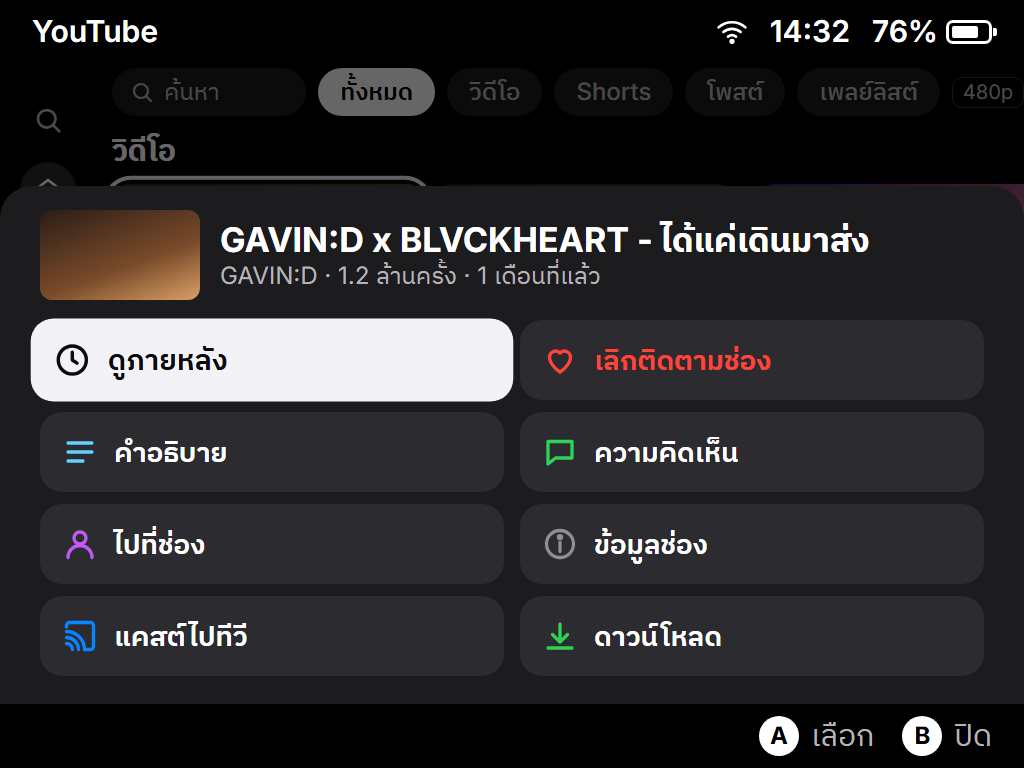 YouTube 14:32 76%
ค้นหา ทั้งหมด วิดีโอ Shorts โพสต์ เพลย์ลิสต์ 480p
วิดีโอ
GAVIN:D x BLVCKHEART - ได้แค่เดินมาส่ง
GAVIN:D · 1.2 ล้านครั้ง · 1 เดือนที่แล้ว
ดูภายหลัง เลิกติดตามช่อง
คำอธิบาย ความคิดเห็น
ไปที่ช่อง ข้อมูลช่อง
แคสต์ไปทีวี ดาวน์โหลด
A เลือก B ปิด